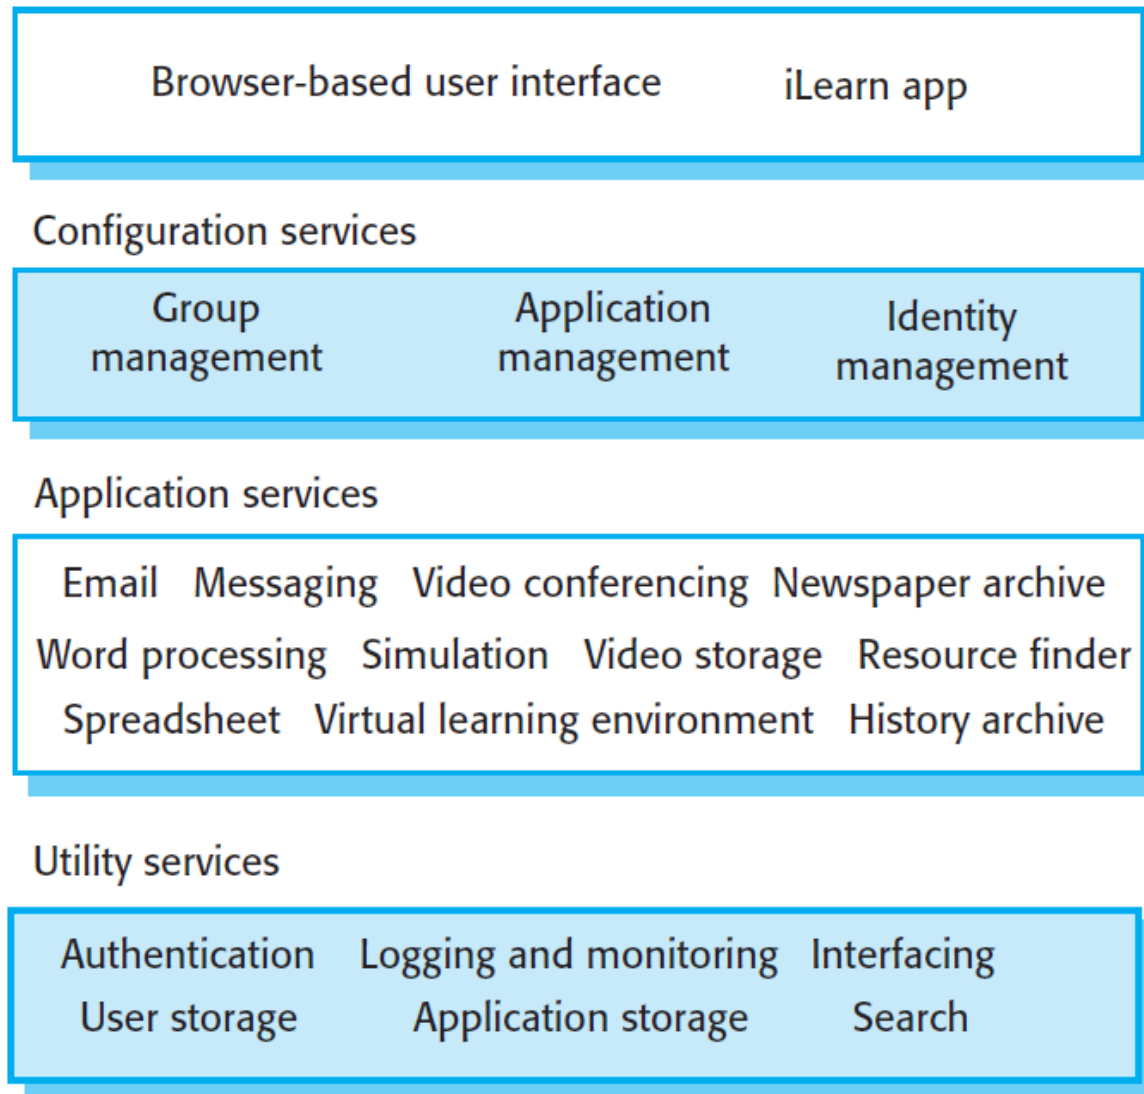 Browser-based user interface iLearn app
Configuration services
Group Application Identity
management management management
Application services
Email Messaging Video conferencing Newspaper archive
Word processing Simulation Video storage Resource finder
Spreadsheet Virtual learning environment History archive
Utility services
Authentication Logging and monitoring Interfacing
User storage Application storage Search